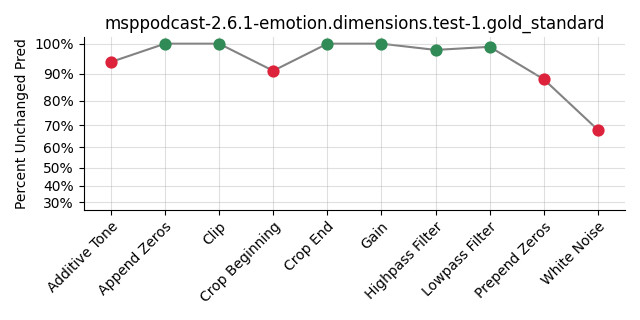 msppodcast-2.6.1-emotion.dimensions.test-1.gold_standard
Percent Unchanged Pred
100%
90%
80%
70%
60%
50%
40%
30%
Additive Tone
Append Zeros
Clip
Crop Beginning
Crop End
Gain
Highpass Filter
Lowpass Filter
Prepend Zeros
White Noise